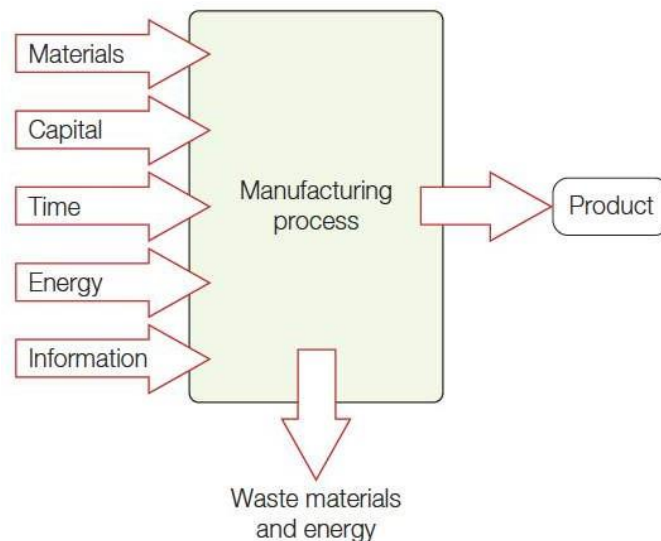 Materials
Capital
Time
Energy
Information
Manufacturing
process
Product
Waste materials
and energy